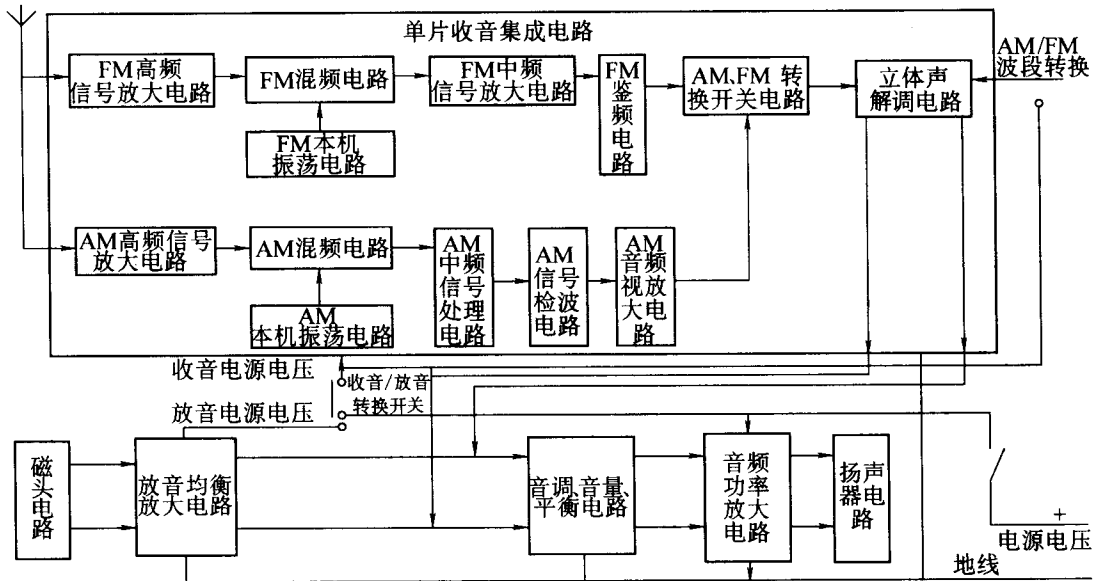 单片收音集成电路
FM高频
信号放大电路
FM混频电路
FM中频
信号放大电路
FM
鉴
频
电
路
AM、FM 转
换开关电路
立体声
解调电路
AM/FM
波段转换
FM本机
振荡电路
AM高频信号
放大电路
AM混频电路
AM
中频
信号
处理
电路
AM
信号
检波
电路
AM
音频
视放
大电
路
AM
本机振荡电路
收音电源电压
收音/放音
转换开关
放音电源电压
磁
头
电
路
放音均衡
放大电路
音调、音量、
平衡电路
音频
功率
放大
电路
扬声
器电
路
+
电源电压
地线